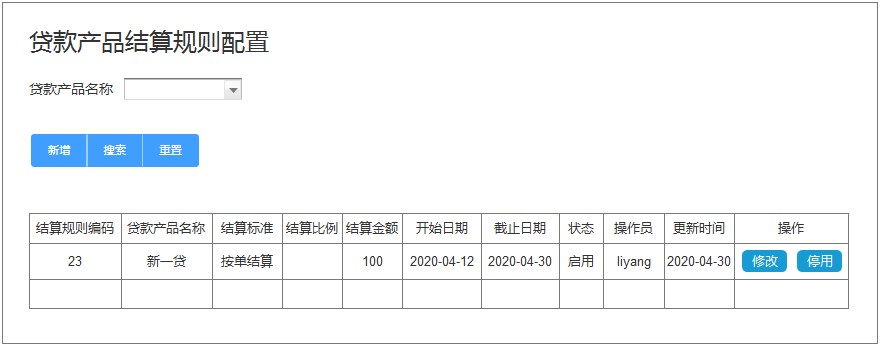 贷款产品结算规则配置
贷款产品名称
新增 搜索 重置
结算规则编码 贷款产品名称 结算标准 结算比例 结算金额 开始日期 截止日期 状态 操作员 更新时间 操作
23 新一贷 按单结算 100 2020-04-12 2020-04-30 启用 liyang 2020-04-30 修改 停用